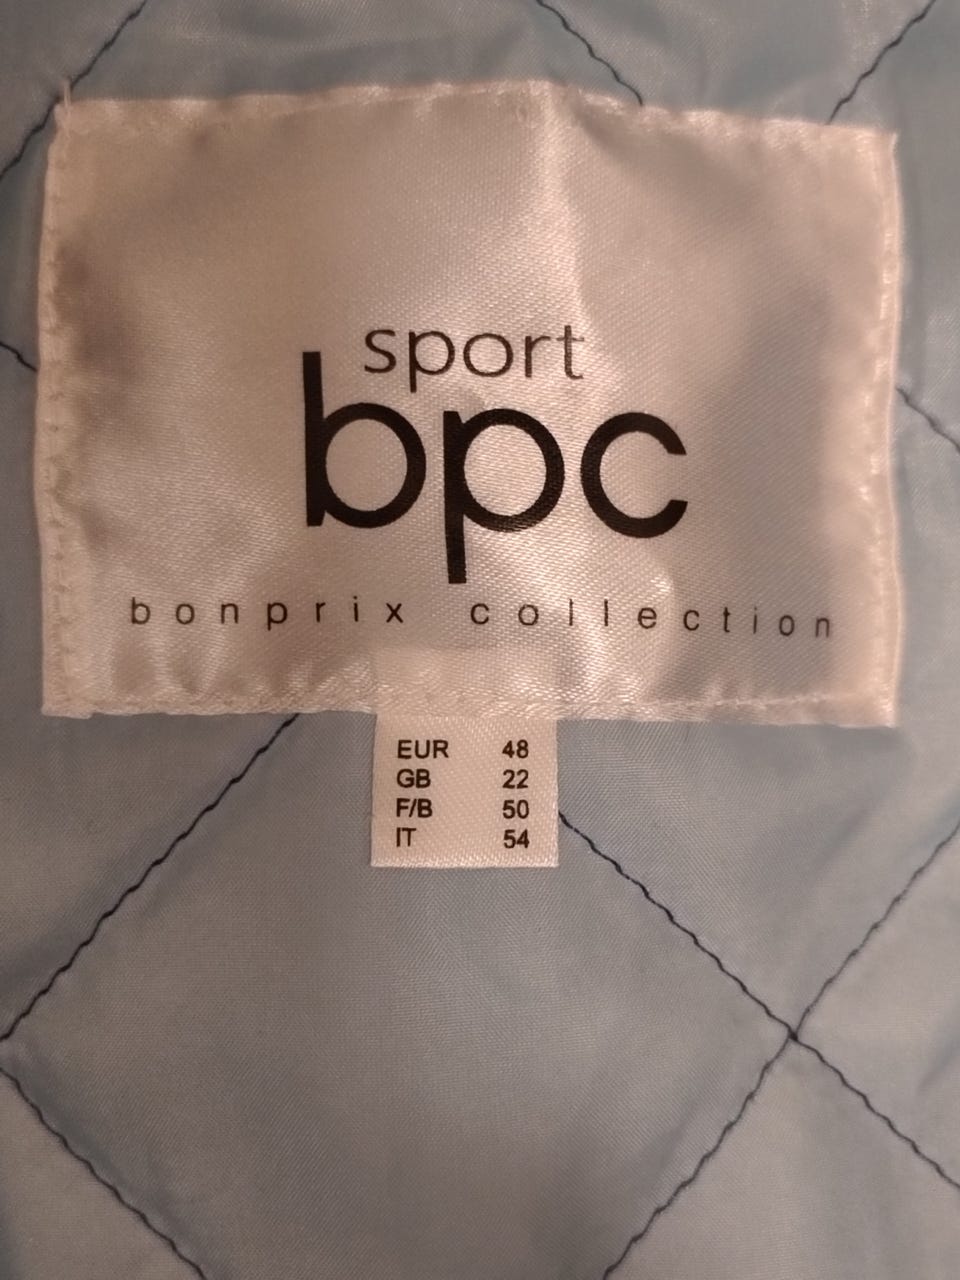 sport
bpc
bonprix collection
EUR 48
GB 22
F/B 50
IT 54